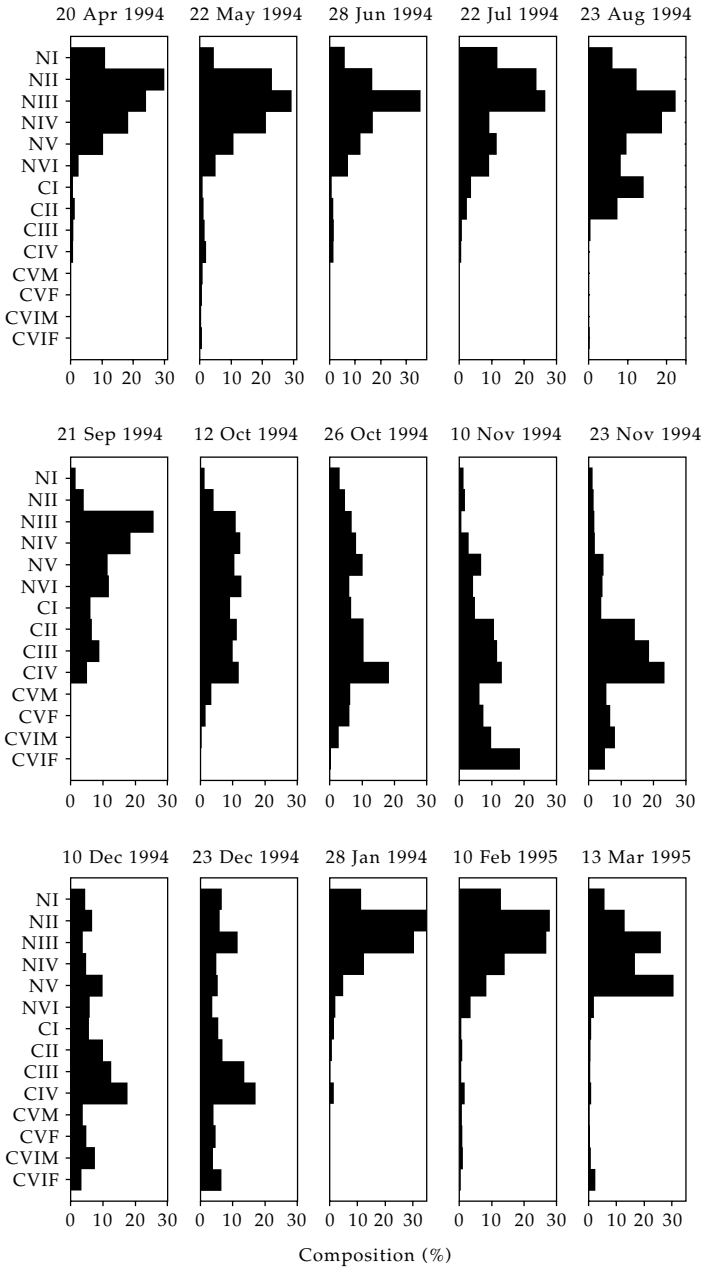 20 Apr 1994 22 May 1994 28 Jun 1994 22 Jul 1994 23 Aug 1994
NI
NII
NIII
NIV
NV
NVI
CI
CII
CIII
CIV
CVM
CVF
CVIM
CVIF
0 10 20 30 0 10 20 30 0 10 20 30 0 10 20 30 0 10 20
21 Sep 1994 12 Oct 1994 26 Oct 1994 10 Nov 1994 23 Nov 1994
NI
NII
NIII
NIV
NV
NVI
CI
CII
CIII
CIV
CVM
CVF
CVIM
CVIF
0 10 20 30 0 10 20 30 0 10 20 30 0 10 20 30 0 10 20 30
10 Dec 1994 23 Dec 1994 28 Jan 1994 10 Feb 1995 13 Mar 1995
NI
NII
NIII
NIV
NV
NVI
CI
CII
CIII
CIV
CVM
CVF
CVIM
CVIF
0 10 20 30 0 10 20 30 0 10 20 30 0 10 20 30 0 10 20 30
Composition (%)